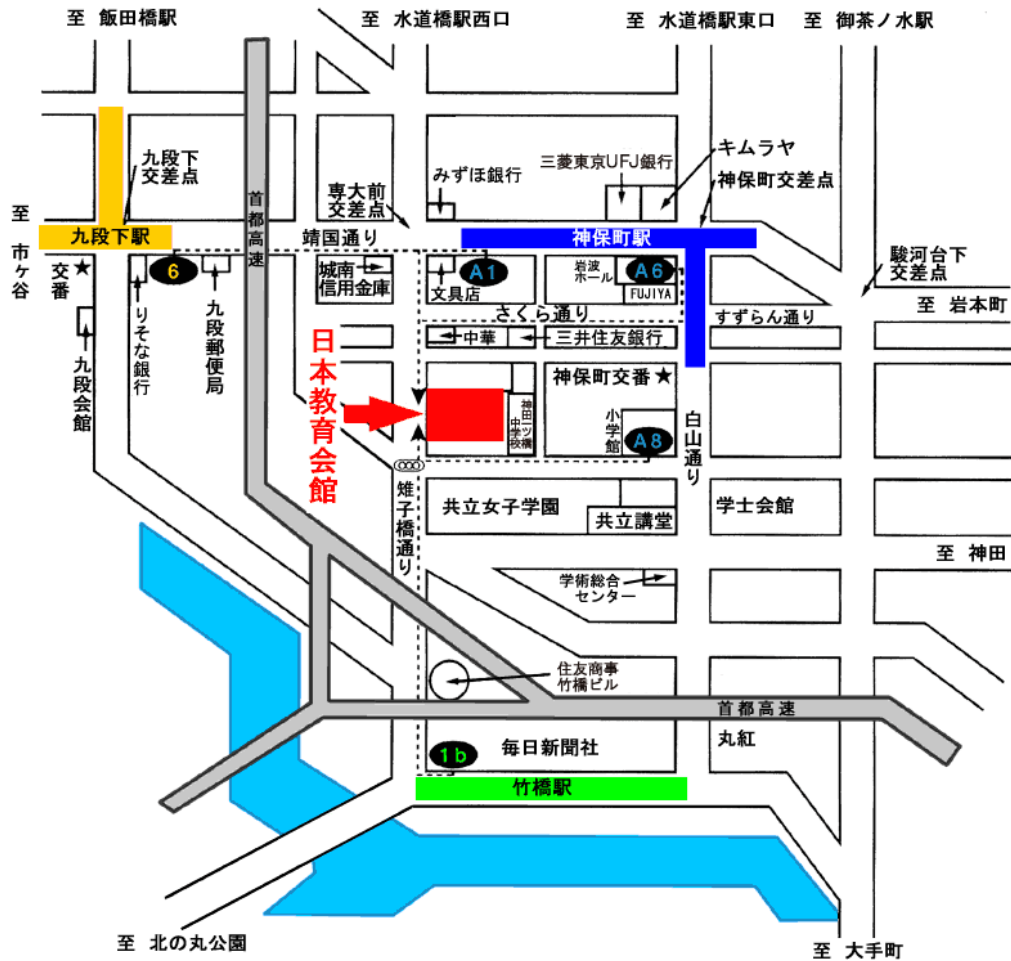 至 飯田橋駅
至 水道橋駅西口
至 水道橋駅東口
至 御茶ノ水駅
九段下
交差点
三菱東京UFJ銀行
キムラヤ
みずほ銀行
専大前
交差点
神保町交差点
首都高速
至 市ヶ谷
九段下駅
靖国通り
神保町駅
駿河台下
交差点
交番★
6
城南
信用金庫
文具店
A1
岩波
ホール
A6
FUJIYA
至 岩本町
りそな銀行
九段郵便局
さくら通り
すずらん通り
九段会館
中華
三井住友銀行
日本教育会館
神保町交番★
神田一ツ橋
中学校
小学館
A8
白山通り
雉子橋通り
共立女子学園
共立講堂
学士会館
至 神田
学術総合
センター
住友商事
竹橋ビル
首都高速
丸紅
1b
毎日新聞社
竹橋駅
至 北の丸公園
至 大手町